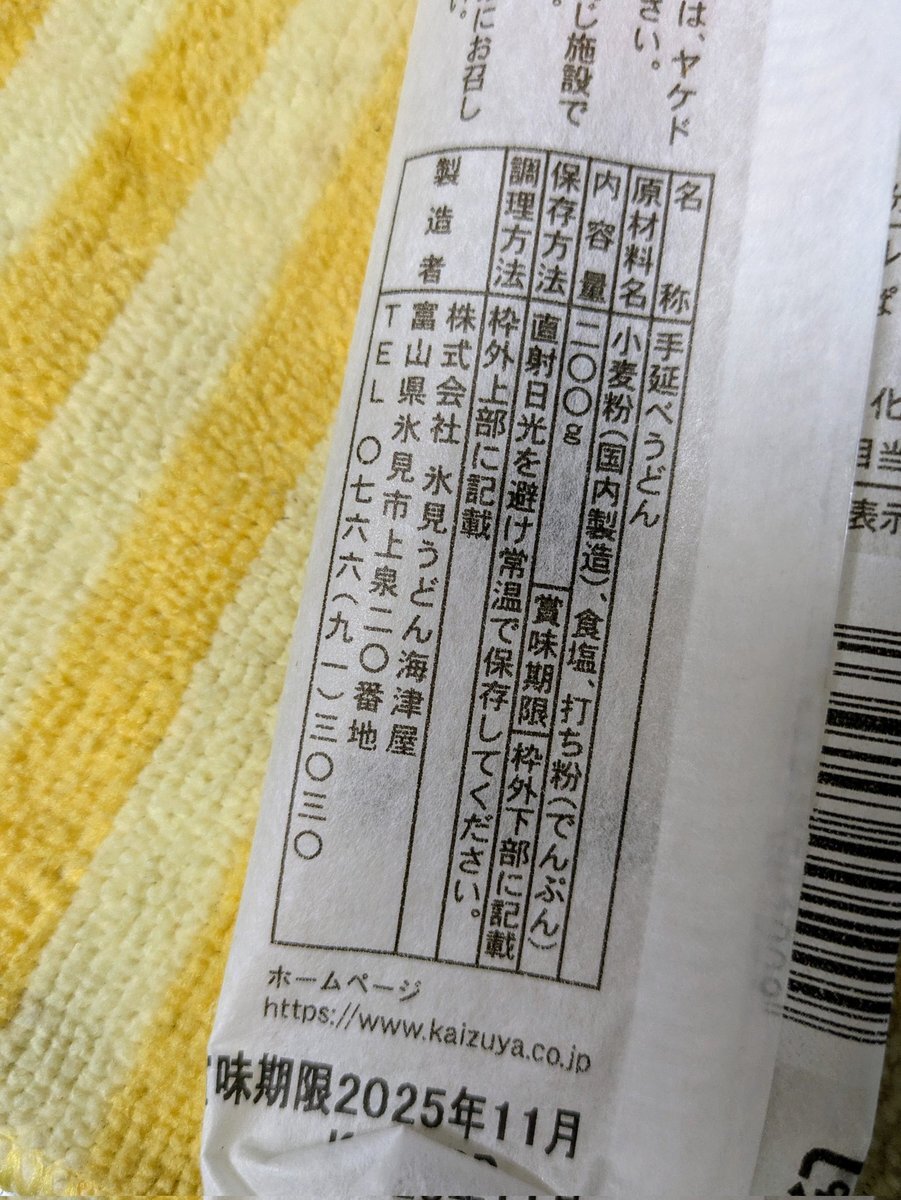 は、ヤケド
さい。
じ施設で
にお召し
い。
名称 手延べうどん
原材料名 小麦粉(国内製造)、食塩、打ち粉(でんぷん)
内容量 二〇〇g 賞味期限 枠外下部に記載
保存方法 直射日光を避け常温で保存してください。
調理方法 枠外上部に記載
製造者 株式会社 氷見うどん海津屋
富山県氷見市上泉二〇番地
TEL 〇七六六(九一)三〇三〇
ホームページ
https://www.kaizuya.co.jp
味期限2025年11月
化
相当
表示